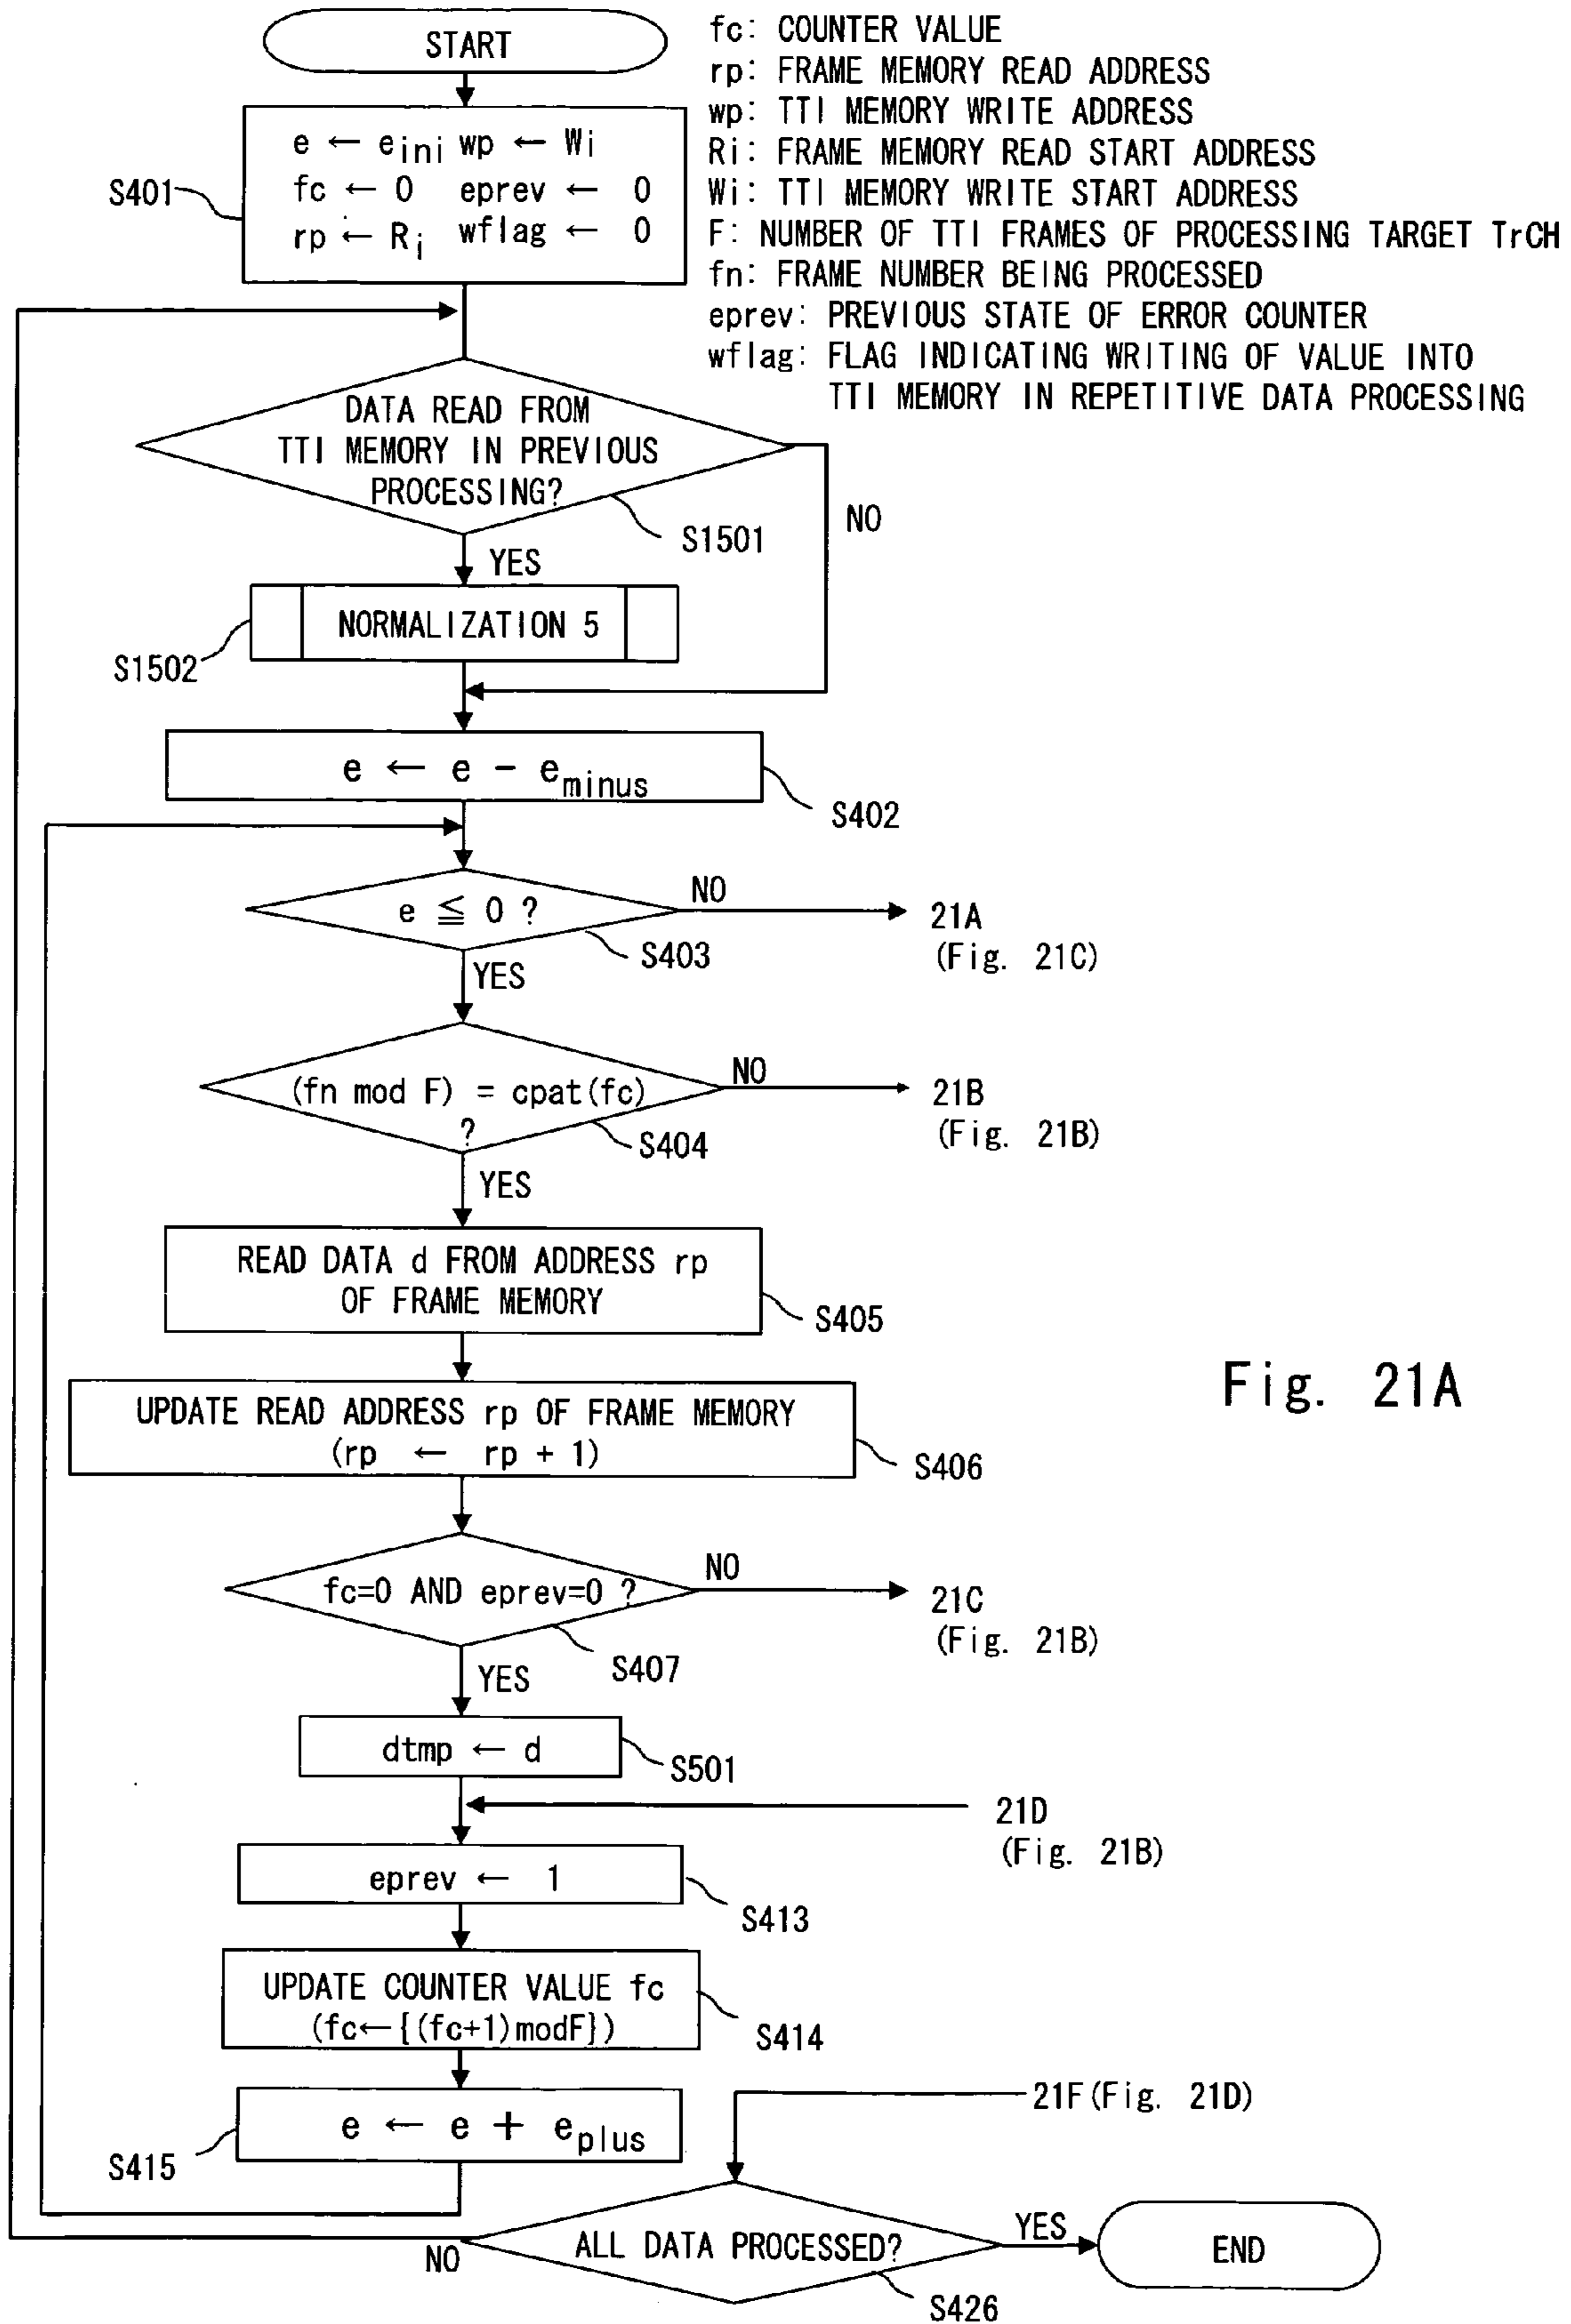 START
fc: COUNTER VALUE
rp: FRAME MEMORY READ ADDRESS
wp: TTI MEMORY WRITE ADDRESS
Ri: FRAME MEMORY READ START ADDRESS
Wi: TTI MEMORY WRITE START ADDRESS
F: NUMBER OF TTI FRAMES OF PROCESSING TARGET TrCH
fn: FRAME NUMBER BEING PROCESSED
eprev: PREVIOUS STATE OF ERROR COUNTER
wflag: FLAG INDICATING WRITING OF VALUE INTO
TTI MEMORY IN REPETITIVE DATA PROCESSING
e ← eini wp ← Wi
fc ← 0 eprev ← 0
rp ← Ri wflag ← 0
S401
DATA READ FROM
TTI MEMORY IN PREVIOUS
PROCESSING?
S1501
NO
YES
NORMALIZATION 5
S1502
e ← e - eminus
S402
e ≦ 0 ?
S403
NO
21A
(Fig. 21C)
YES
(fn mod F) = cpat(fc)
?
S404
NO
21B
(Fig. 21B)
YES
READ DATA d FROM ADDRESS rp
OF FRAME MEMORY
S405
UPDATE READ ADDRESS rp OF FRAME MEMORY
(rp ← rp + 1)
S406
Fig. 21A
fc=0 AND eprev=0 ?
S407
NO
21C
(Fig. 21B)
YES
dtmp ← d
S501
21D
(Fig. 21B)
eprev ← 1
S413
UPDATE COUNTER VALUE fc
(fc←{(fc+1)modF})
S414
e ← e + eplus
S415
21F(Fig. 21D)
ALL DATA PROCESSED?
S426
NO
YES
END